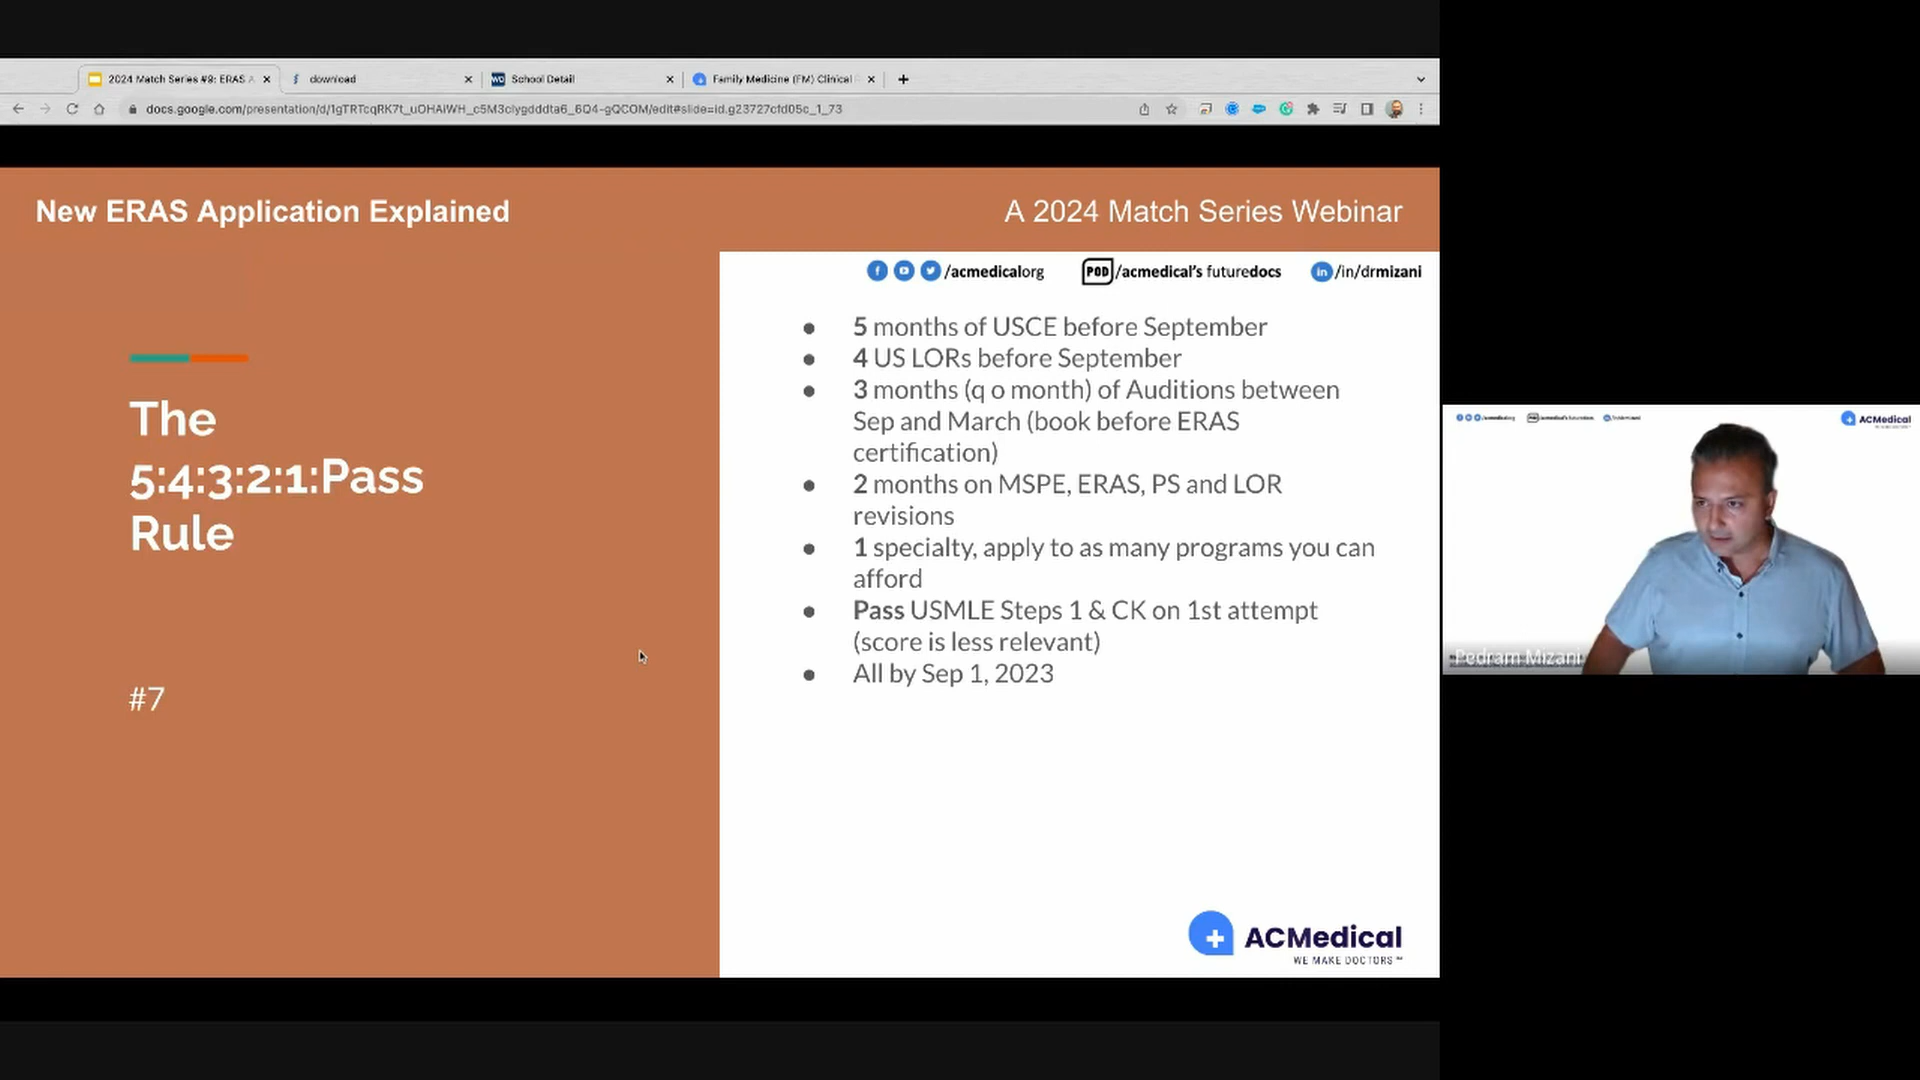 2024 Match Series #9: ERAS A
download
School Detail
Family Medicine (FM) Clinical
docs.google.com/presentation/d/1gTRTcqRK7t_uOHAiWH_c5M3clygdddta6_6Q4-gQCOM/edit#slide=id.g23727cfd05c_1_73
New ERAS Application Explained
A 2024 Match Series Webinar
/acmedicalorg
POD /acmedical's futuredocs
in /in/drmizani
The
5:4:3:2:1:Pass
Rule
#7
● 5 months of USCE before September
● 4 US LORs before September
● 3 months (q o month) of Auditions between
Sep and March (book before ERAS
certification)
● 2 months on MSPE, ERAS, PS and LOR
revisions
● 1 specialty, apply to as many programs you can
afford
● Pass USMLE Steps 1 & CK on 1st attempt
(score is less relevant)
● All by Sep 1, 2023
ACMedical
WE MAKE DOCTORS™
ACMedical
Pedram Mizani